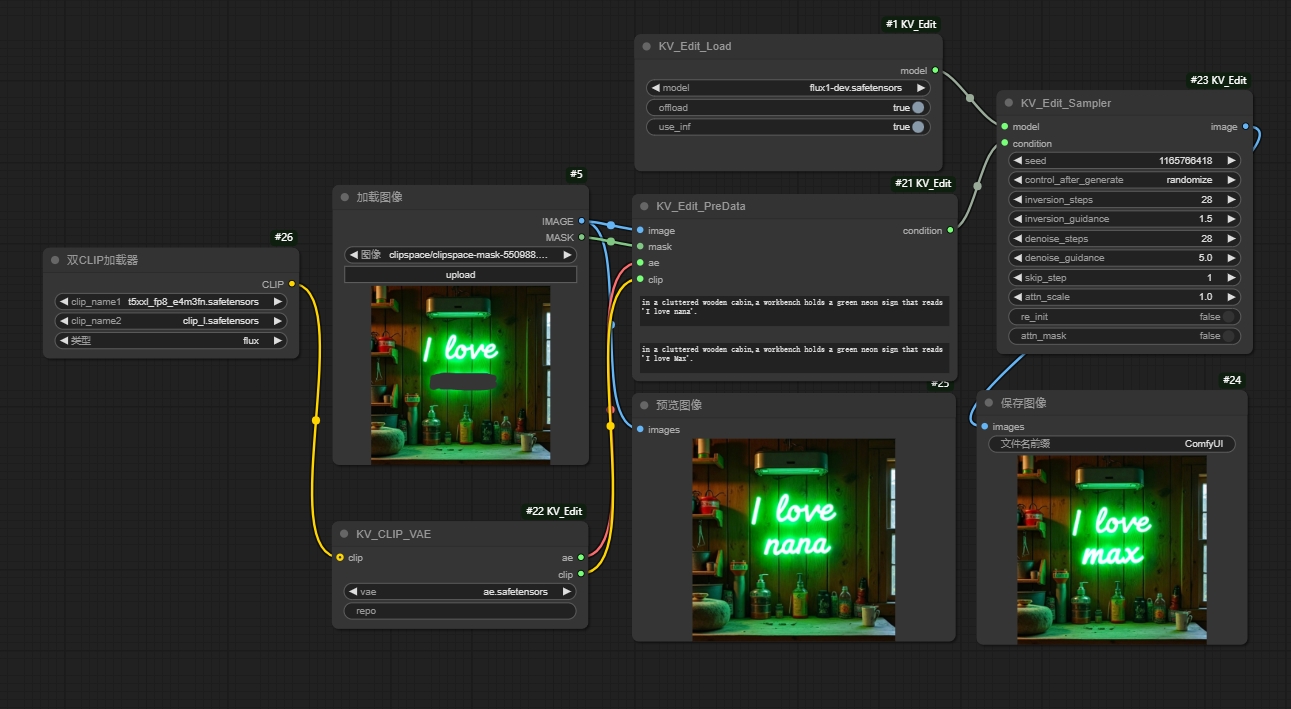 #1 KV_Edit
KV_Edit_Load
model
model flux1-dev.safetensors
offload true
use_inf true
#23 KV_Edit
KV_Edit_Sampler
model image
condition
seed 1165766418
control_after_generate randomize
inversion_steps 28
inversion_guidance 1.5
denoise_steps 28
denoise_guidance 5.0
skip_step 1
attn_scale 1.0
re_init false
attn_mask false
#5
加载图像
IMAGE
MASK
图像 clipspace/clipspace-mask-550988....
upload
I love
#21 KV_Edit
KV_Edit_PreData
image condition
mask
ae
clip
in a cluttered wooden cabin,a workbench holds a green neon sign that reads
"I love nana".
in a cluttered wooden cabin,a workbench holds a green neon sign that reads
"I love Max".
#26
双CLIP加载器
CLIP
clip_name1 t5xxl_fp8_e4m3fn.safetensors
clip_name2 clip_l.safetensors
类型 flux
#22 KV_Edit
KV_CLIP_VAE
clip ae
clip
vae ae.safetensors
repo
#25
预览图像
images
I love
nana
#24
保存图像
images
文件名前缀 ComfyUI
I love
max